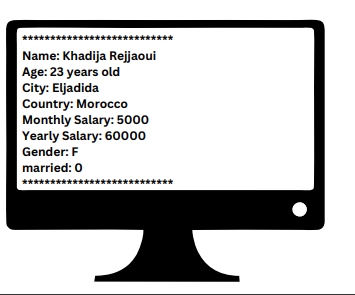 ***************************
Name: Khadija Rejjaoui
Age: 23 years old
City: Eljadida
Country: Morocco
Monthly Salary: 5000
Yearly Salary: 60000
Gender: F
married: 0
***************************